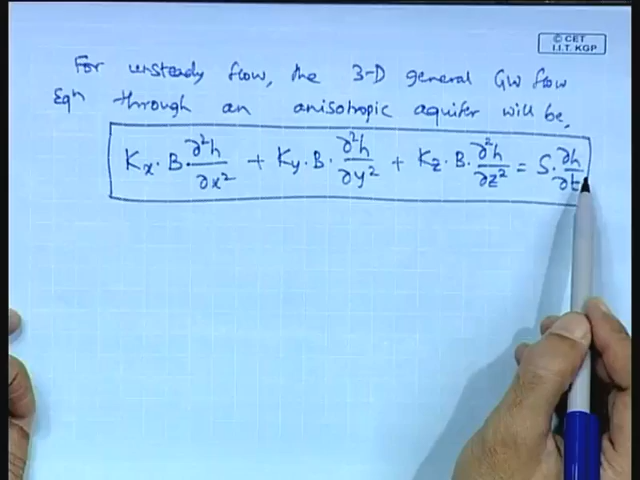 © CET
I.I.T. KGP
For unsteady flow, the 3-D general GW flow
Eqn through an anisotropic aquifer will be,
Kx · B · ∂²h/∂x² + Ky · B · ∂²h/∂y² + Kz · B · ∂²h/∂z² = S · ∂h/∂t